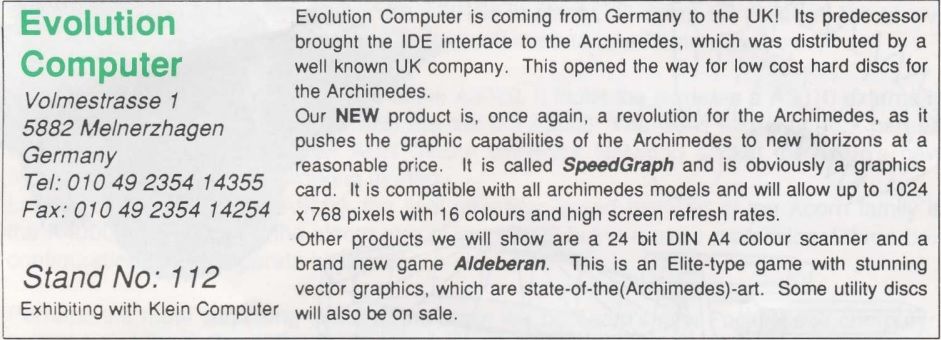 Evolution
Computer
Volmestrasse 1
5882 Melnerzhagen
Germany
Tel: 010 49 2354 14355
Fax: 010 49 2354 14254
Stand No: 112
Exhibiting with Klein Computer
Evolution Computer is coming from Germany to the UK! Its predecessor
brought the IDE interface to the Archimedes, which was distributed by a
well known UK company. This opened the way for low cost hard discs for
the Archimedes.
Our NEW product is, once again, a revolution for the Archimedes, as it
pushes the graphic capabilities of the Archimedes to new horizons at a
reasonable price. It is called SpeedGraph and is obviously a graphics
card. It is compatible with all archimedes models and will allow up to 1024
x 768 pixels with 16 colours and high screen refresh rates.
Other products we will show are a 24 bit DIN A4 colour scanner and a
brand new game Aldeberan. This is an Elite-type game with stunning
vector graphics, which are state-of-the(Archimedes)-art. Some utility discs
will also be on sale.